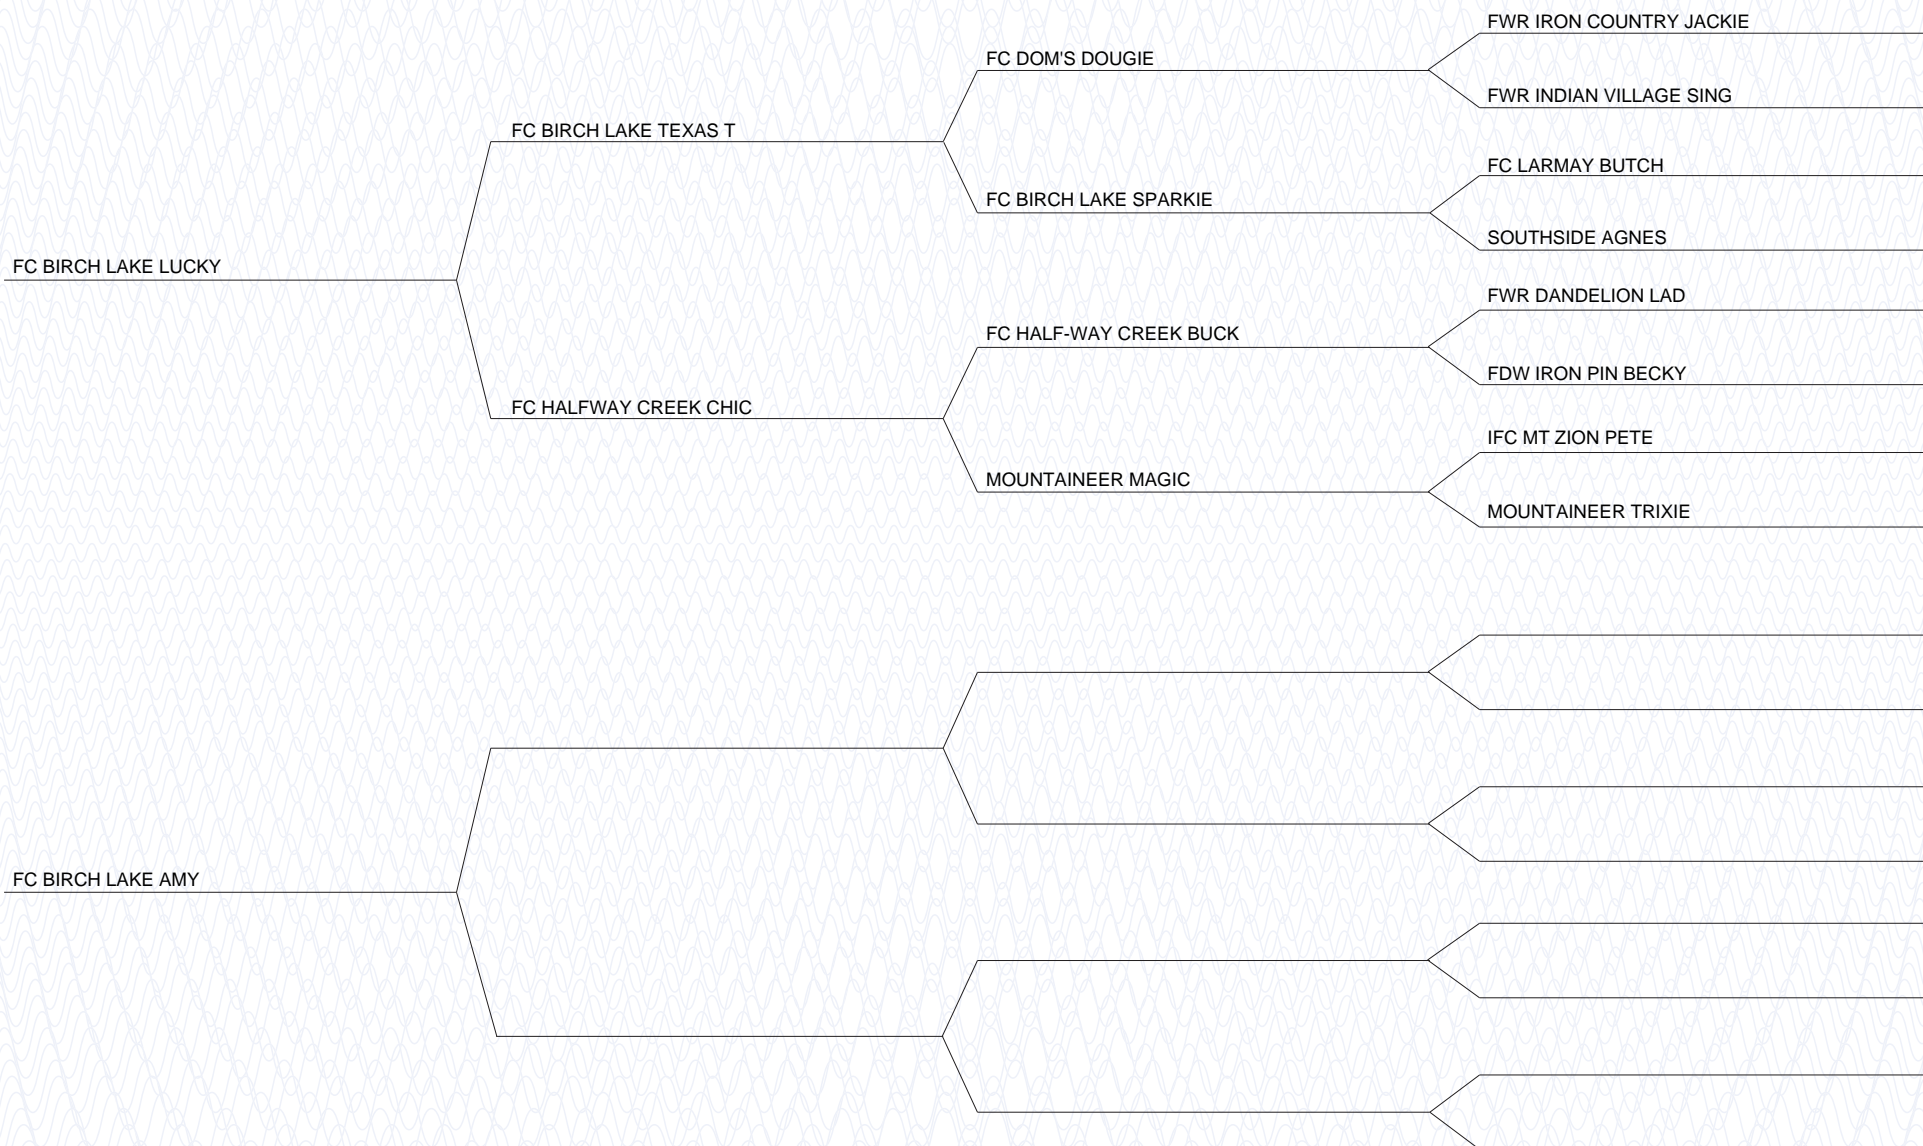 FWR IRON COUNTRY JACKIE
FC DOM'S DOUGIE
FWR INDIAN VILLAGE SING
FC BIRCH LAKE TEXAS T
FC LARMAY BUTCH
FC BIRCH LAKE SPARKIE
SOUTHSIDE AGNES
FC BIRCH LAKE LUCKY
FWR DANDELION LAD
FC HALF-WAY CREEK BUCK
FDW IRON PIN BECKY
FC HALFWAY CREEK CHIC
IFC MT ZION PETE
MOUNTAINEER MAGIC
MOUNTAINEER TRIXIE
FC BIRCH LAKE AMY